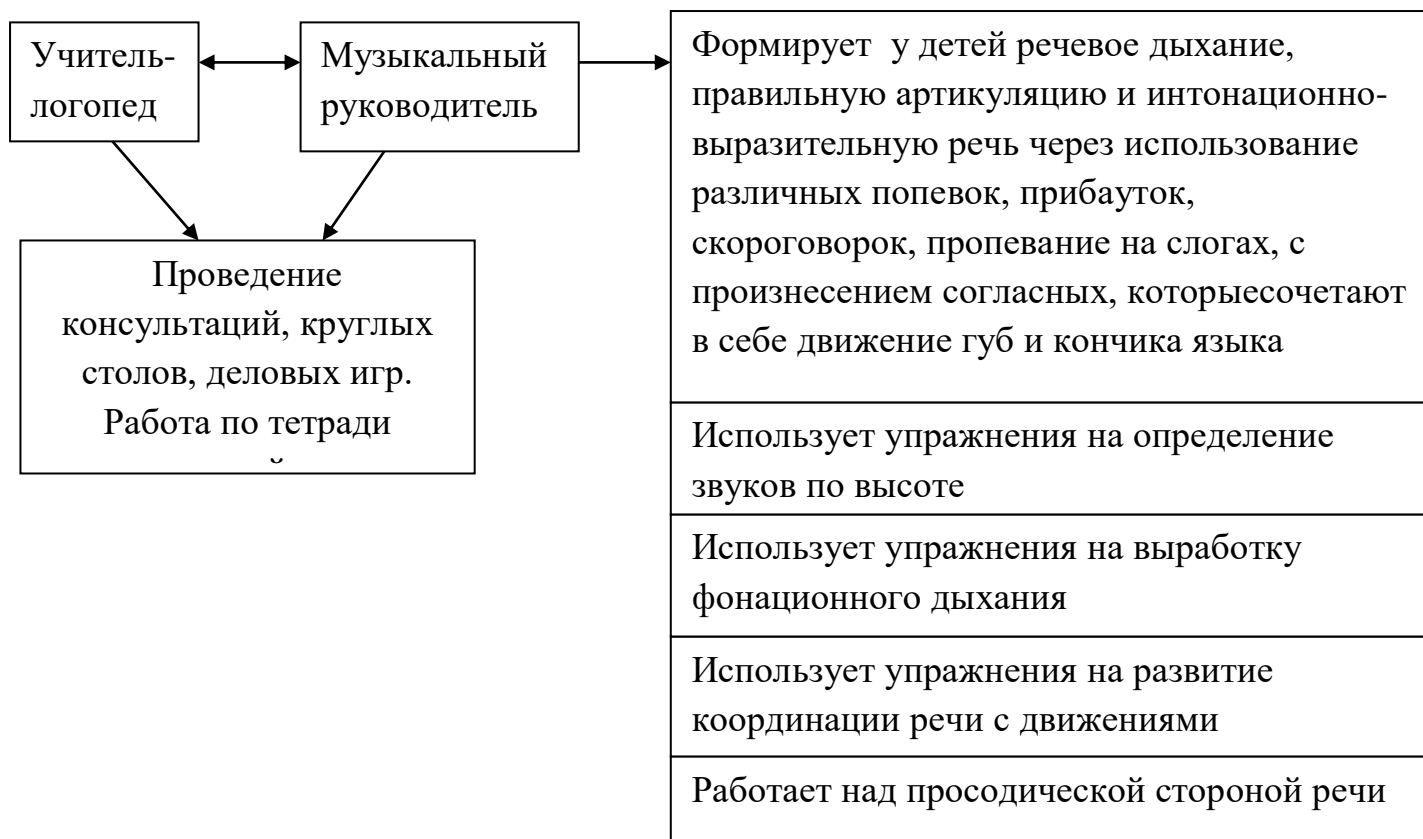 Учитель-
логопед
Музыкальный
руководитель
Проведение
консультаций, круглых
столов, деловых игр.
Работа по тетради
Формирует у детей речевое дыхание,
правильную артикуляцию и интонационно-
выразительную речь через использование
различных попевок, прибауток,
скороговорок, пропевание на слогах, с
произнесением согласных, которыесочетают
в себе движение губ и кончика языка
Использует упражнения на определение
звуков по высоте
Использует упражнения на выработку
фонационного дыхания
Использует упражнения на развитие
координации речи с движениями
Работает над просодической стороной речи